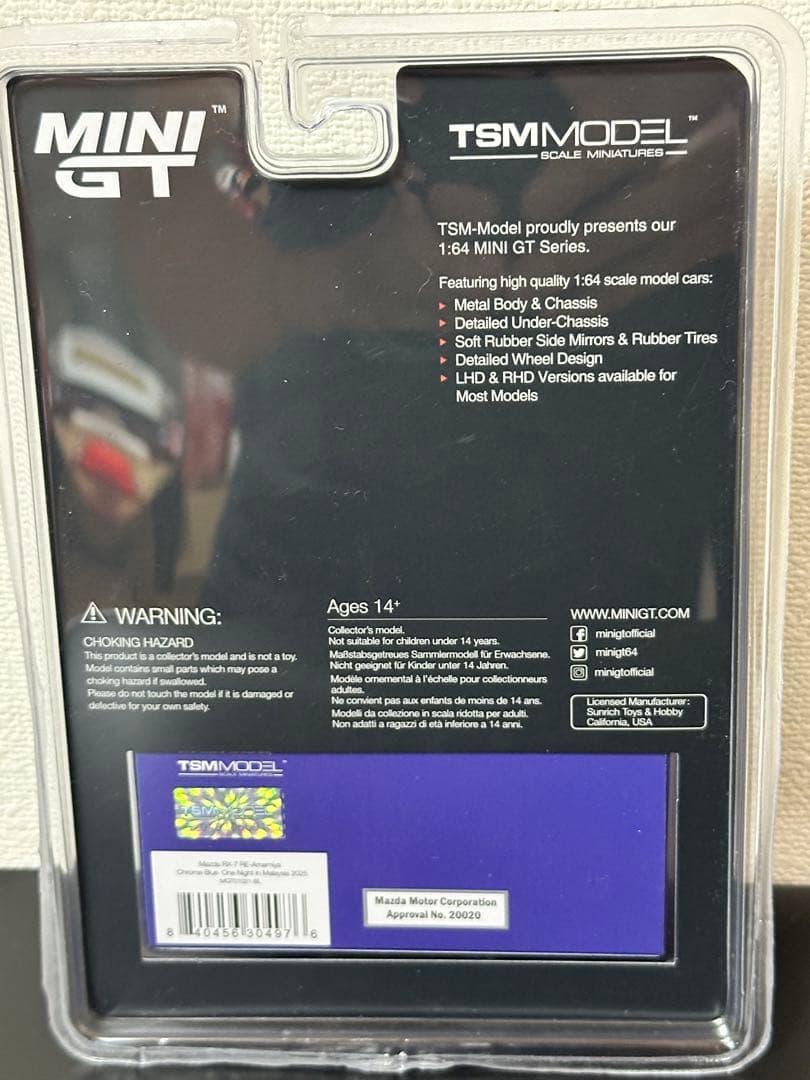 MINI GT™
TSMMODEL™
SCALE MINIATURES
TSM-Model proudly presents our
1:64 MINI GT Series.
Featuring high quality 1:64 scale model cars:
Metal Body & Chassis
Detailed Under-Chassis
Soft Rubber Side Mirrors & Rubber Tires
Detailed Wheel Design
LHD & RHD Versions available for
Most Models
WARNING:
CHOKING HAZARD
This product is a collector's model and is not a toy.
Model contains small parts which may pose a
choking hazard if swallowed.
Please do not touch the model if it is damaged or
defective for your own safety.
Ages 14+
Collector's model.
Not suitable for children under 14 years.
Maßstabsgetreues Sammlermodell für Erwachsene.
Nicht geeignet für Kinder unter 14 Jahren.
Modèle ornemental à l'échelle pour collectionneurs
adultes.
Ne convient pas aux enfants de moins de 14 ans.
Modelli da collezione in scala ridotta per adulti.
Non adatti a ragazzi di età inferiore a 14 anni.
WWW.MINIGT.COM
minigtofficial
minigt64
minigtofficial
Licensed Manufacturer:
Sunrich Toys & Hobby
California, USA
TSMMODEL™
SCALE MINIATURES
TSM MODEL
Mazda RX-7 RE-Amemiya
Chrome Blue One Night in Malaysia 2025
8 40456 30497 6
Mazda Motor Corporation
Approval No. 20020